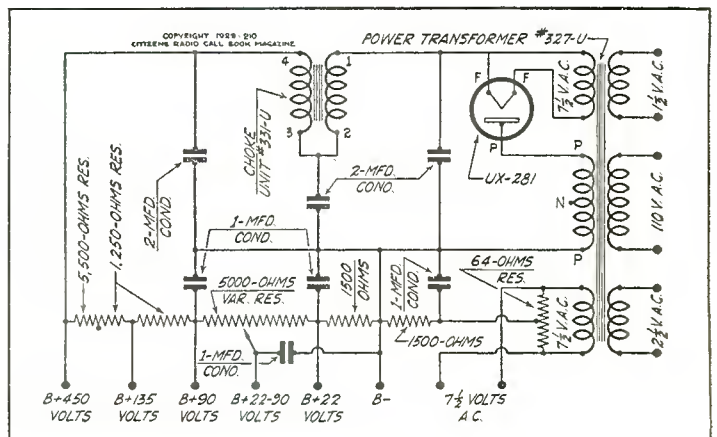 COPYRIGHT 1929-210
CITIZENS RADIO CALL BOOK MAGAZINE
POWER TRANSFORMER #327-U
4
1
F
F
7½ V.A.C.
1½ V.A.C.
CHOKE
UNIT #331-U
3
2
P
P
UX-281
N
110 V.A.C.
P
2-MFD.
COND.
2-MFD.
COND.
5,500-OHMS RES.
1,250-OHMS RES.
1-MFD.
COND.
5000-OHMS
VAR. RES.
1500
OHMS
1-MFD.
COND.
64-OHMS
RES.
7½ V.A.C.
2½ V.A.C.
1-MFD.
COND.
1500-OHMS
B+450
VOLTS
B+135
VOLTS
B+90
VOLTS
B+22-90
VOLTS
B+22
VOLTS
B-
7½ VOLTS
A.C.